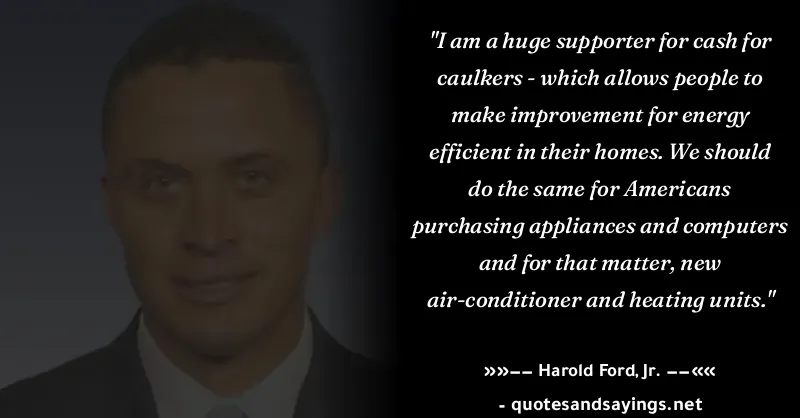 "I am a huge supporter for cash for
caulkers - which allows people to
make improvement for energy
efficient in their homes. We should
do the same for Americans
purchasing appliances and computers
and for that matter, new
air-conditioner and heating units."
»»−− Harold Ford, Jr. −−««
- quotesandsayings.net